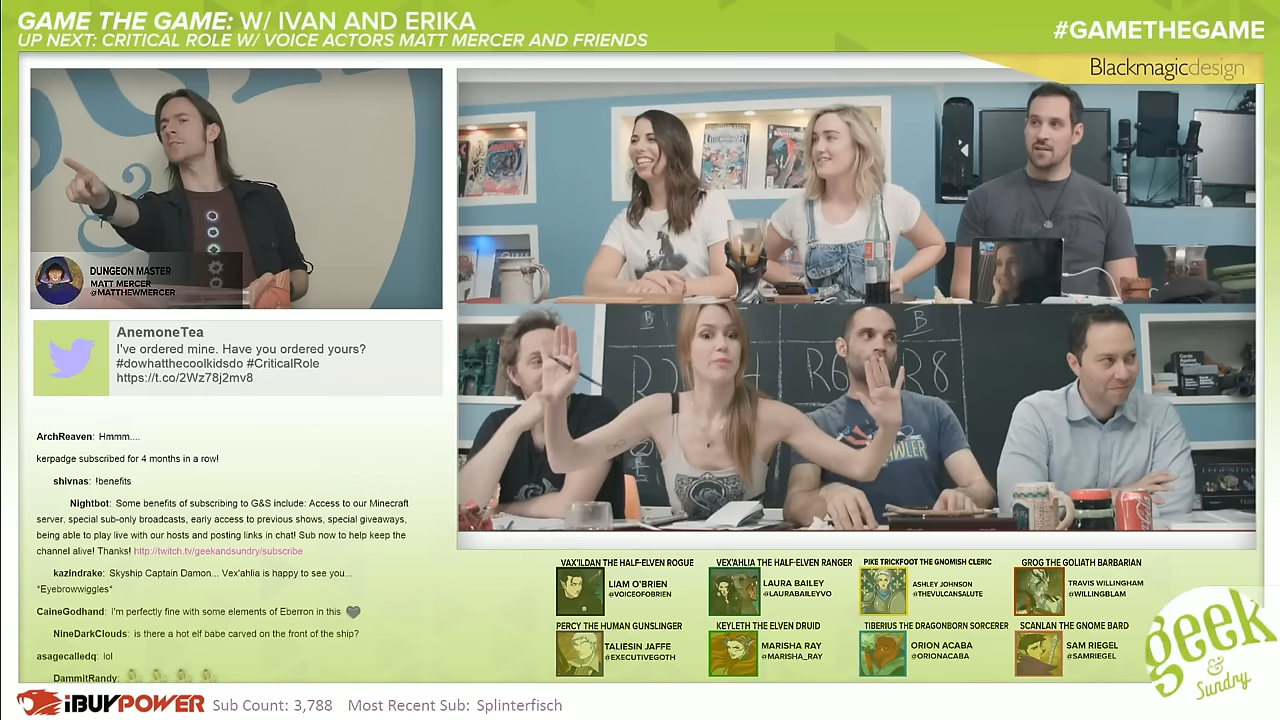 GAME THE GAME: W/ IVAN AND ERIKA
UP NEXT: CRITICAL ROLE W/ VOICE ACTORS MATT MERCER AND FRIENDS
#GAMETHEGAME
Blackmagicdesign
DUNGEON MASTER
MATT MERCER
@MATTHEWMERCER
AnemoneTea
I've ordered mine. Have you ordered yours?
#dowhatthecoolkidsdo #CriticalRole
https://t.co/2Wz78j2mv8
ArchReaven: Hmmm....
kerpadge subscribed for 4 months in a row!
shivnas: !benefits
Nightbot: Some benefits of subscribing to G&S include: Access to our Minecraft
server, special sub-only broadcasts, early access to previous shows, special giveaways,
being able to play live with our hosts and posting links in chat! Sub now to help keep the
channel alive! Thanks! http://twitch.tv/geekandsundry/subscribe
kazindrake: Skyship Captain Damon... Vex'ahlia is happy to see you...
*Eyebrowwiggles*
CaineGodhand: I'm perfectly fine with some elements of Eberron in this
NineDarkClouds: is there a hot elf babe carved on the front of the ship?
asagecalledq: lol
DammitRandy:
B
B
R
R6
R8
VAX'ILDAN THE HALF-ELVEN ROGUE
LIAM O'BRIEN
@VOICEOFOBRIEN
VEX'AHLIA THE HALF-ELVEN RANGER
LAURA BAILEY
@LAURABAILEYVO
PIKE TRICKFOOT THE GNOMISH CLERIC
ASHLEY JOHNSON
@THEVULCANSALUTE
GROG THE GOLIATH BARBARIAN
TRAVIS WILLINGHAM
@WILLINGBLAM
PERCY THE HUMAN GUNSLINGER
TALIESIN JAFFE
@EXECUTIVEGOTH
KEYLETH THE ELVEN DRUID
MARISHA RAY
@MARISHA_RAY
TIBERIUS THE DRAGONBORN SORCERER
ORION ACABA
@ORIONACABA
SCANLAN THE GNOME BARD
SAM RIEGEL
@SAMRIEGEL
geek
&
Sundry
iBUYPOWER
Sub Count: 3,788 Most Recent Sub: Splinterfisch